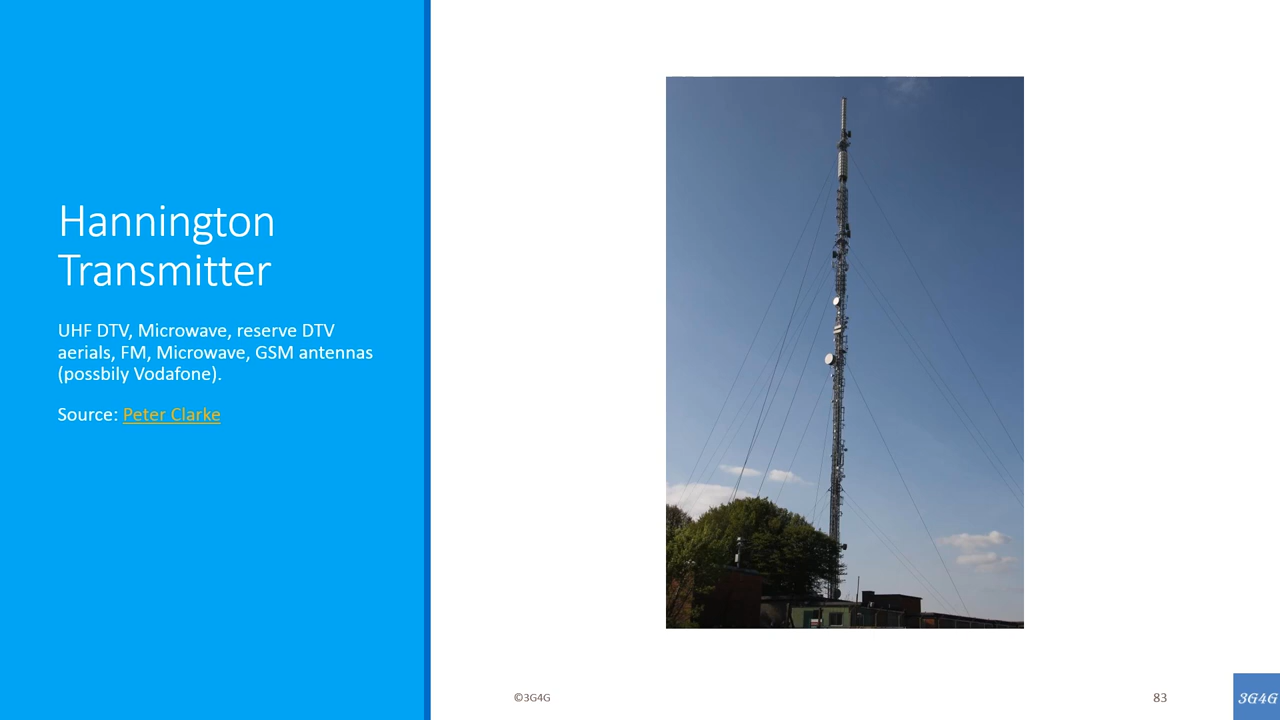 Hannington
Transmitter
UHF DTV, Microwave, reserve DTV
aerials, FM, Microwave, GSM antennas
(possbily Vodafone).
Source: Peter Clarke
©3G4G
83
3G4G